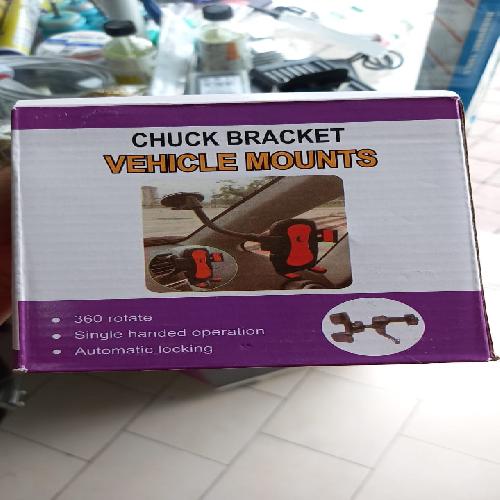 CHUCK BRACKET
VEHICLE MOUNTS
360 rotate
Single handed operation
Automatic locking